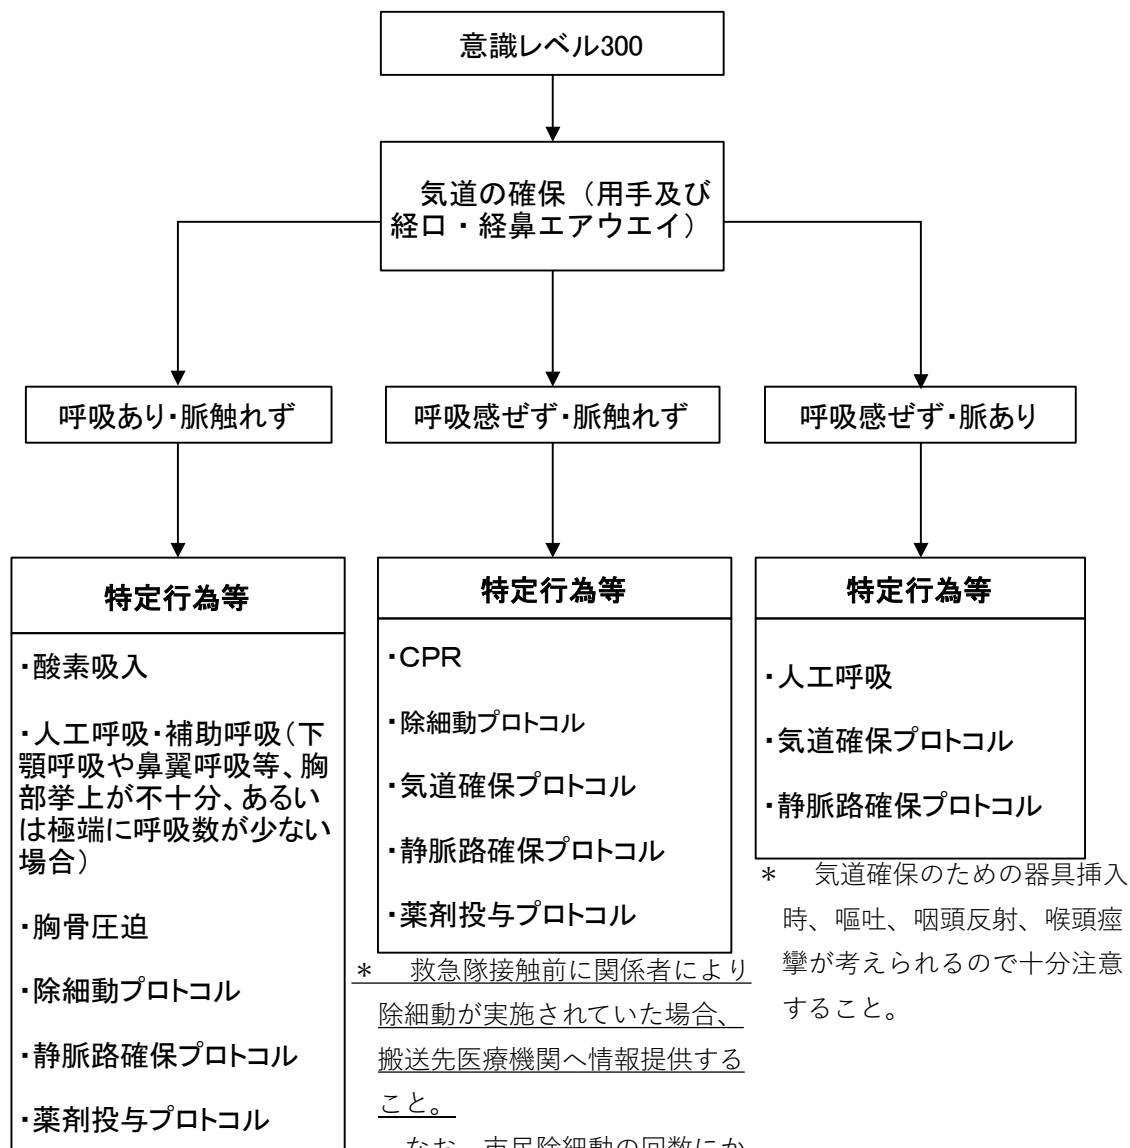 意識レベル300
気道の確保（用手及び
経口・経鼻エアウエイ）
呼吸あり・脈触れず
呼吸感ぜず・脈触れず
呼吸感ぜず・脈あり
特定行為等
・酸素吸入
・人工呼吸・補助呼吸（下
顎呼吸や鼻翼呼吸等、胸
部挙上が不十分、あるい
は極端に呼吸数が少ない
場合）
・胸骨圧迫
・除細動プロトコル
・静脈路確保プロトコル
・薬剤投与プロトコル
特定行為等
・CPR
・除細動プロトコル
・気道確保プロトコル
・静脈路確保プロトコル
・薬剤投与プロトコル
＊　救急隊接触前に関係者により
除細動が実施されていた場合、
搬送先医療機関へ情報提供する
こと。
なお、市民除細動の回数にか
特定行為等
・人工呼吸
・気道確保プロトコル
・静脈路確保プロトコル
＊　気道確保のための器具挿入
時、嘔吐、咽頭反射、喉頭痙
攣が考えられるので十分注意
すること。